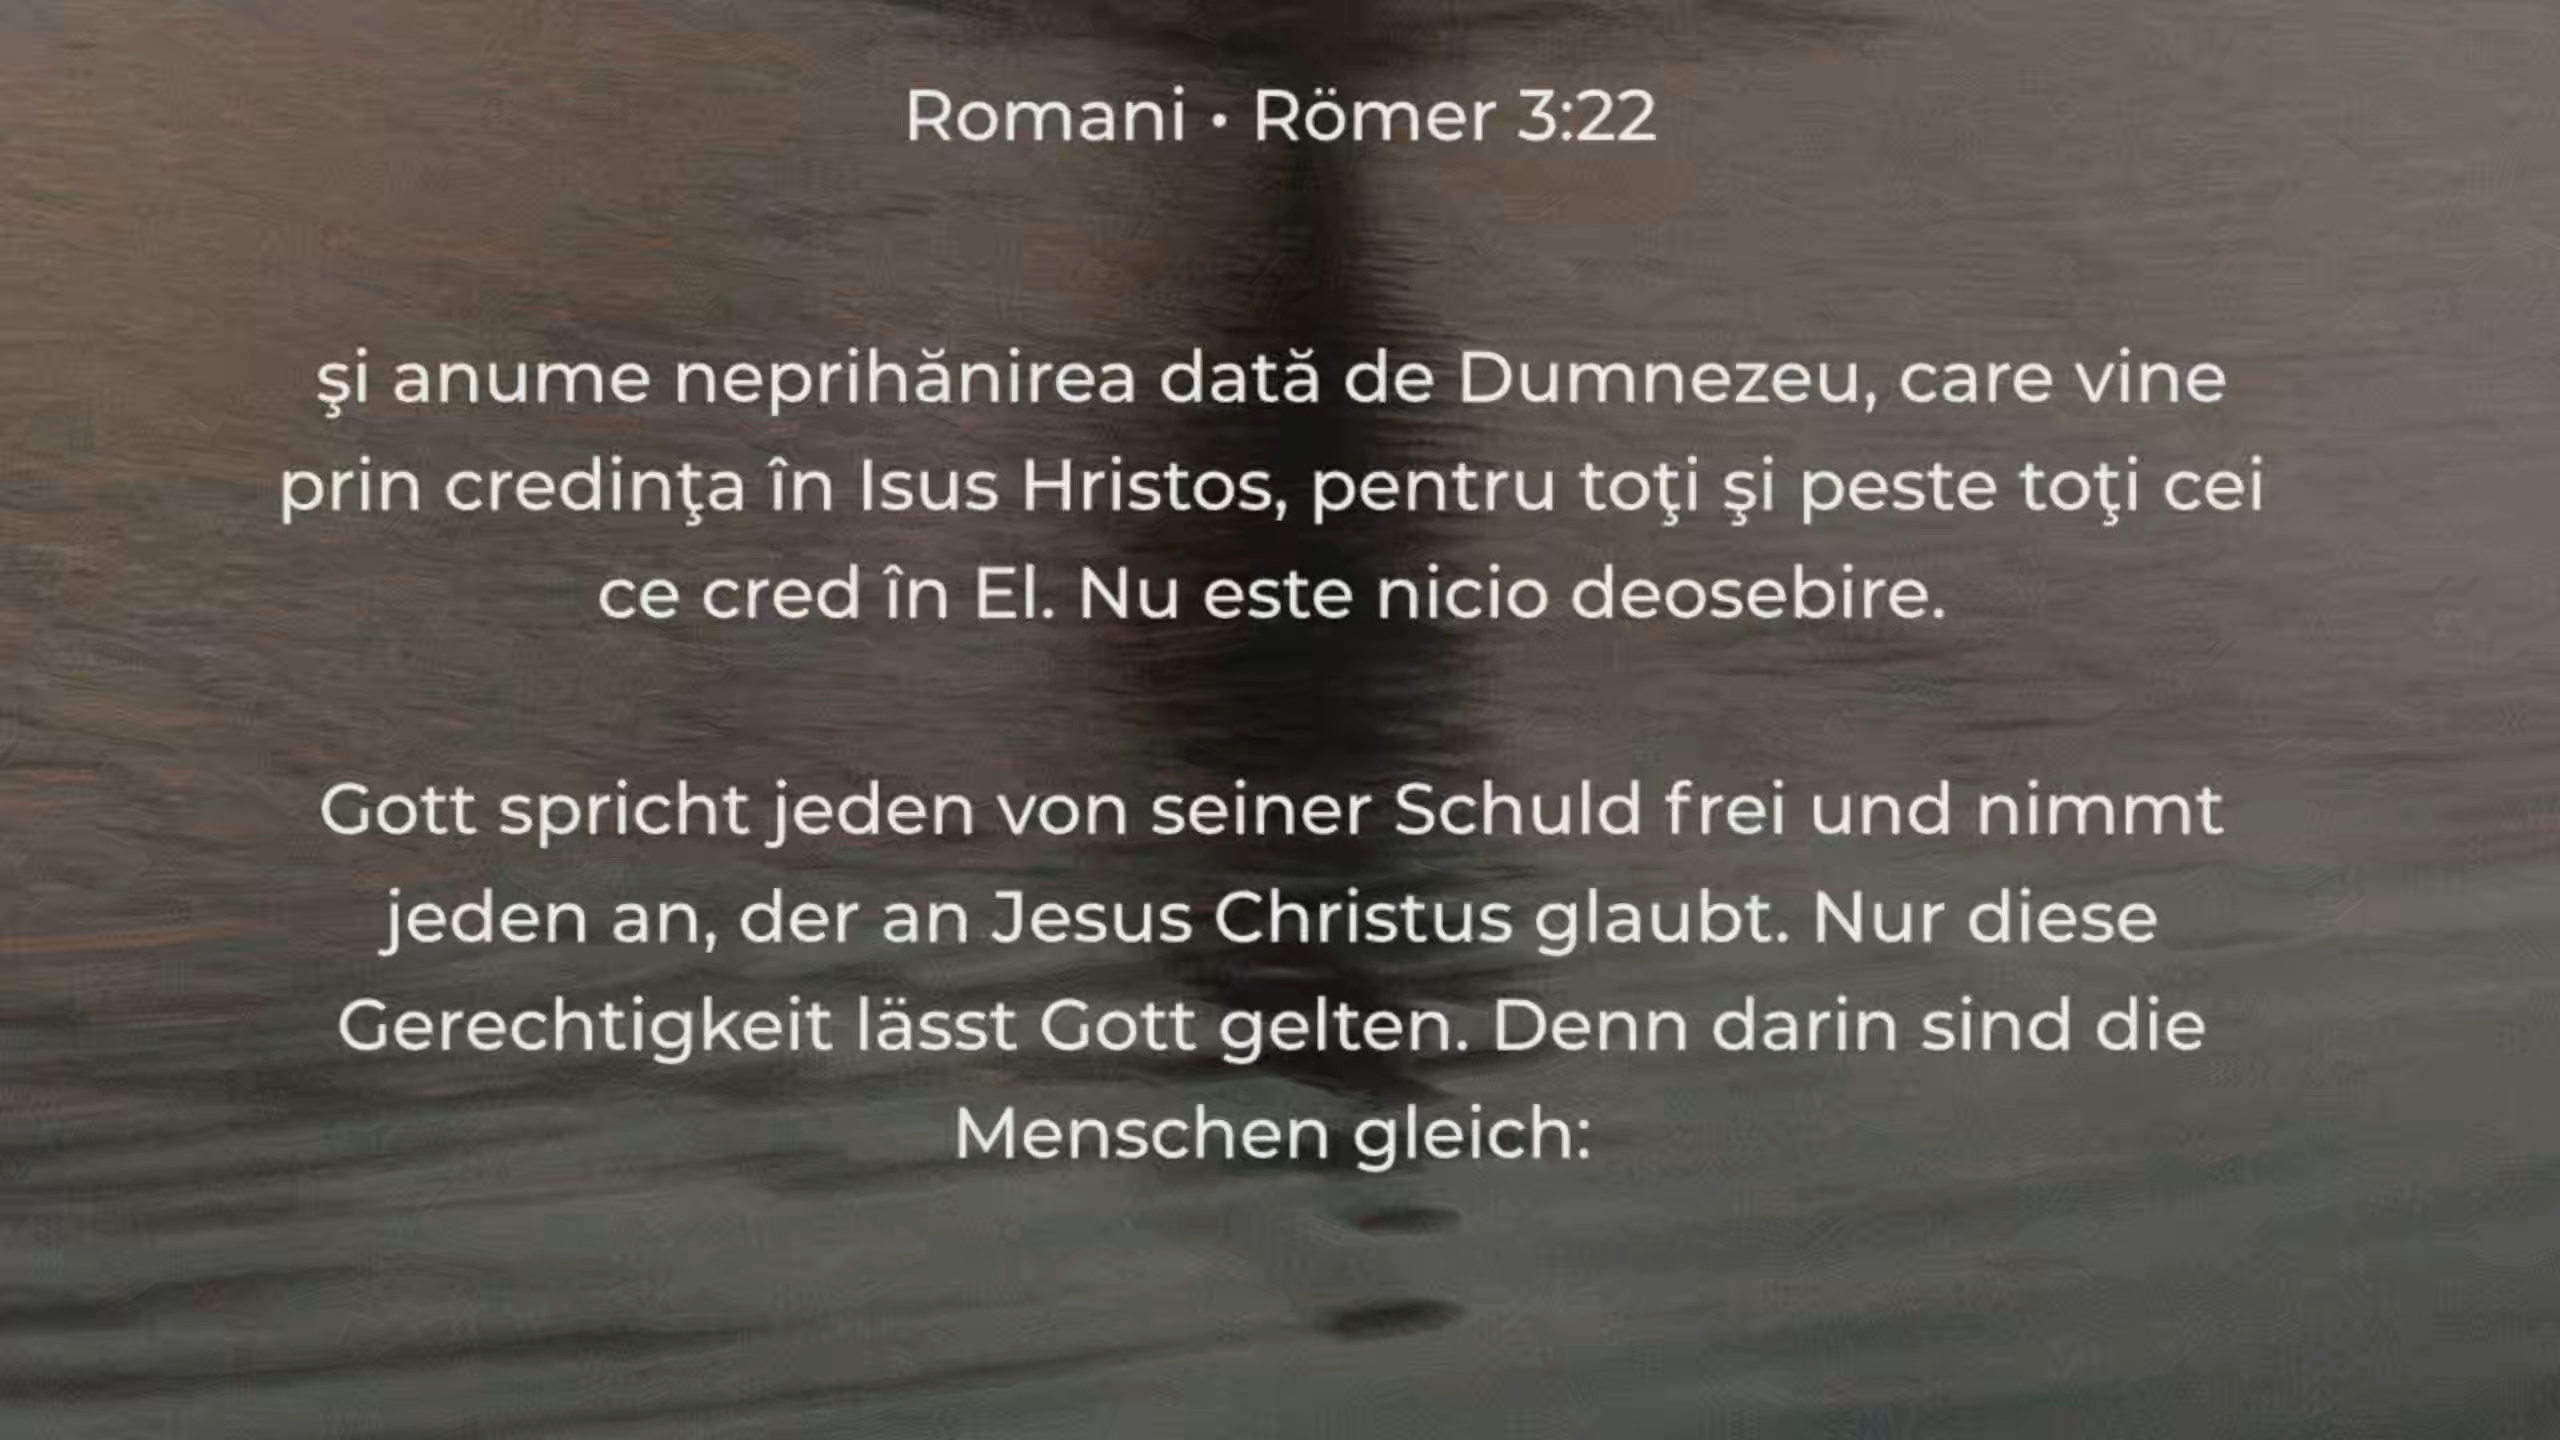 Romani • Römer 3:22
şi anume neprihănirea dată de Dumnezeu, care vine
prin credinţa în Isus Hristos, pentru toţi şi peste toţi cei
ce cred în El. Nu este nicio deosebire.
Gott spricht jeden von seiner Schuld frei und nimmt
jeden an, der an Jesus Christus glaubt. Nur diese
Gerechtigkeit lässt Gott gelten. Denn darin sind die
Menschen gleich: